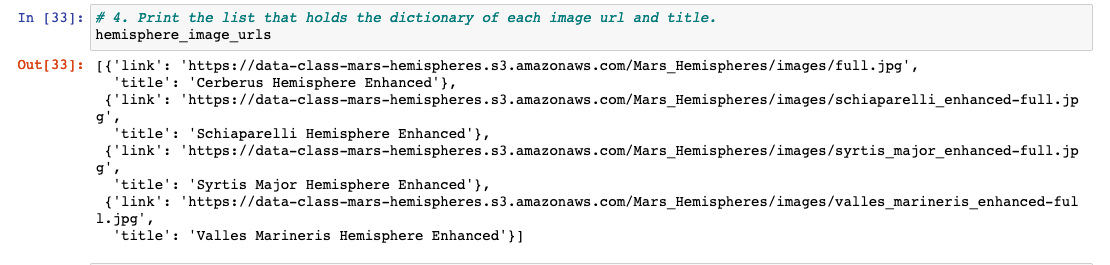 In [33]: # 4. Print the list that holds the dictionary of each image url and title.
hemisphere_image_urls
Out[33]: [{'link': 'https://data-class-mars-hemispheres.s3.amazonaws.com/Mars_Hemispheres/images/full.jpg',
'title': 'Cerberus Hemisphere Enhanced'},
{'link': 'https://data-class-mars-hemispheres.s3.amazonaws.com/Mars_Hemispheres/images/schiaparelli_enhanced-full.jp
g',
'title': 'Schiaparelli Hemisphere Enhanced'},
{'link': 'https://data-class-mars-hemispheres.s3.amazonaws.com/Mars_Hemispheres/images/syrtis_major_enhanced-full.jp
g',
'title': 'Syrtis Major Hemisphere Enhanced'},
{'link': 'https://data-class-mars-hemispheres.s3.amazonaws.com/Mars_Hemispheres/images/valles_marineris_enhanced-ful
l.jpg',
'title': 'Valles Marineris Hemisphere Enhanced'}]